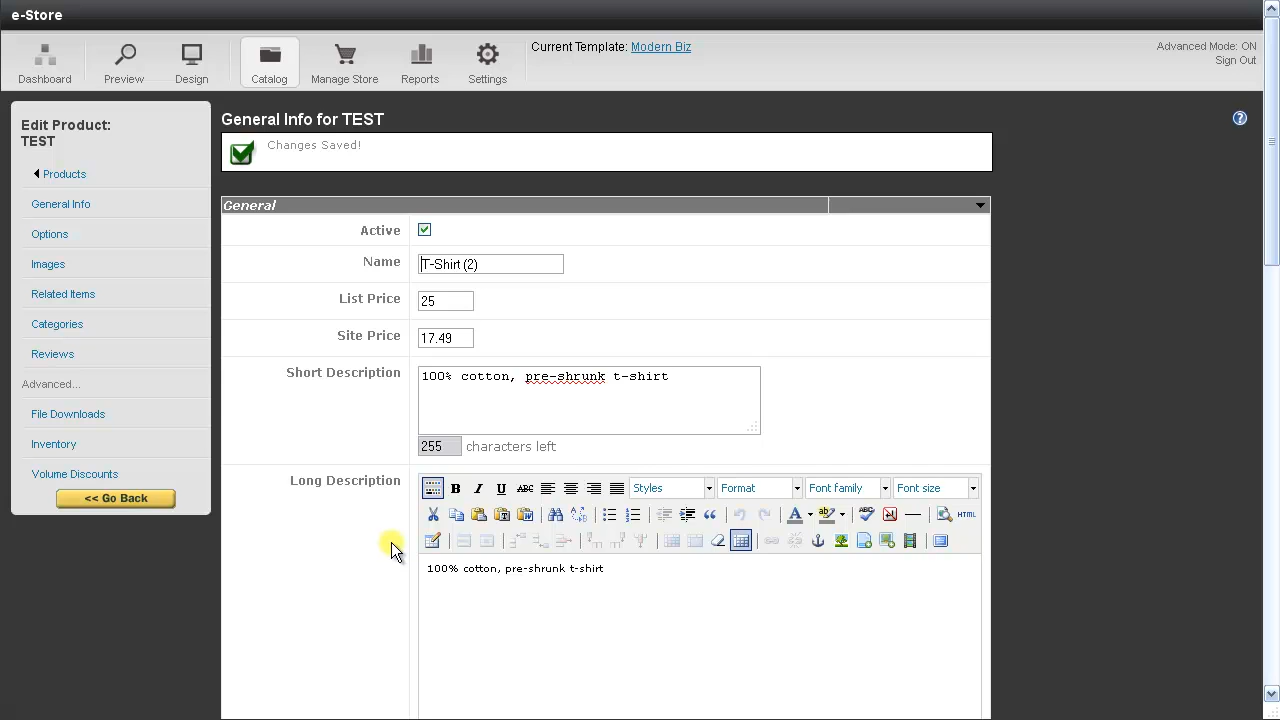 e-Store
Dashboard
Preview
Design
Catalog
Manage Store
Reports
Settings
Current Template: Modern Biz
Advanced Mode: ON
Sign Out
Edit Product:
TEST
Products
General Info
Options
Images
Related Items
Categories
Reviews
Advanced...
File Downloads
Inventory
Volume Discounts
<< Go Back
General Info for TEST
?
Changes Saved!
General
Active
Name
T-Shirt (2)
List Price
25
Site Price
17.49
Short Description
100% cotton, pre-shrunk t-shirt
255 characters left
Long Description
B I U ABC Styles Format Font family Font size
HTML
100% cotton, pre-shrunk t-shirt